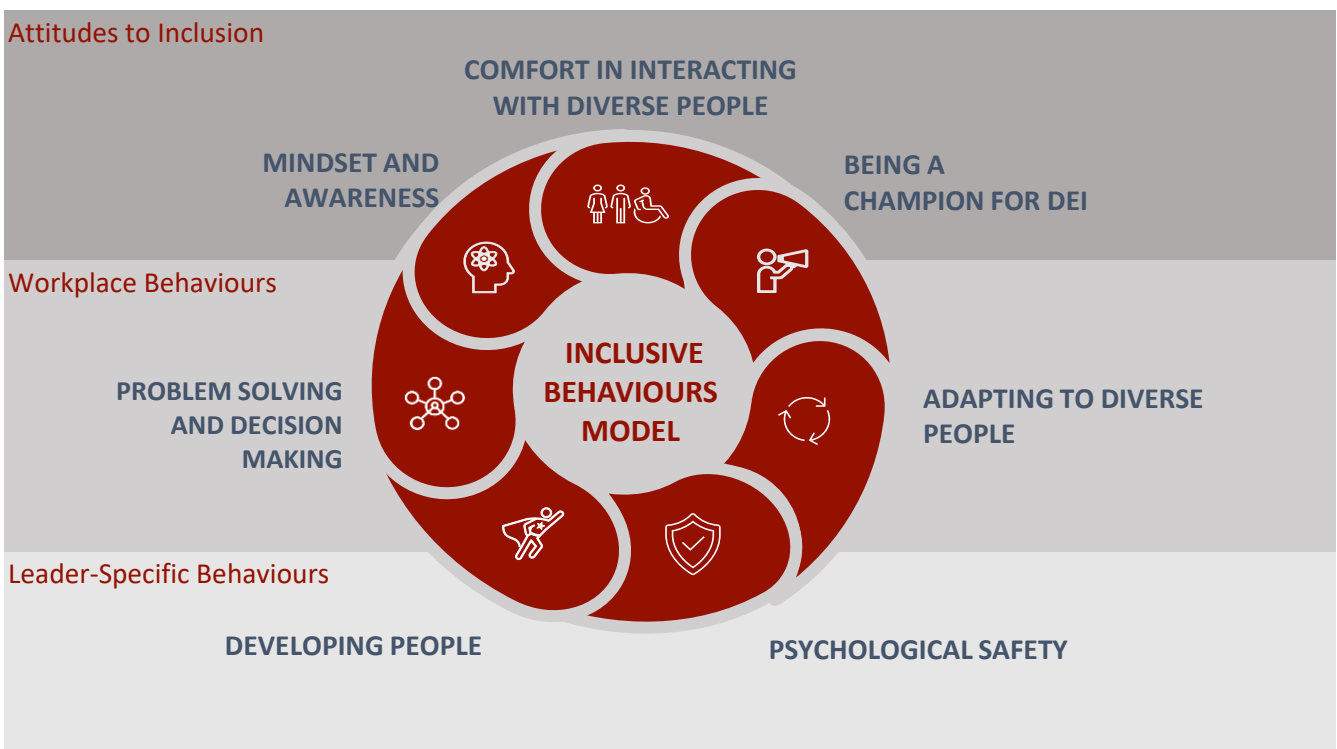 Attitudes to Inclusion
COMFORT IN INTERACTING
WITH DIVERSE PEOPLE
MINDSET AND
AWARENESS
BEING A
CHAMPION FOR DEI
Workplace Behaviours
INCLUSIVE
BEHAVIOURS
MODEL
PROBLEM SOLVING
AND DECISION
MAKING
ADAPTING TO DIVERSE
PEOPLE
Leader-Specific Behaviours
DEVELOPING PEOPLE
PSYCHOLOGICAL SAFETY